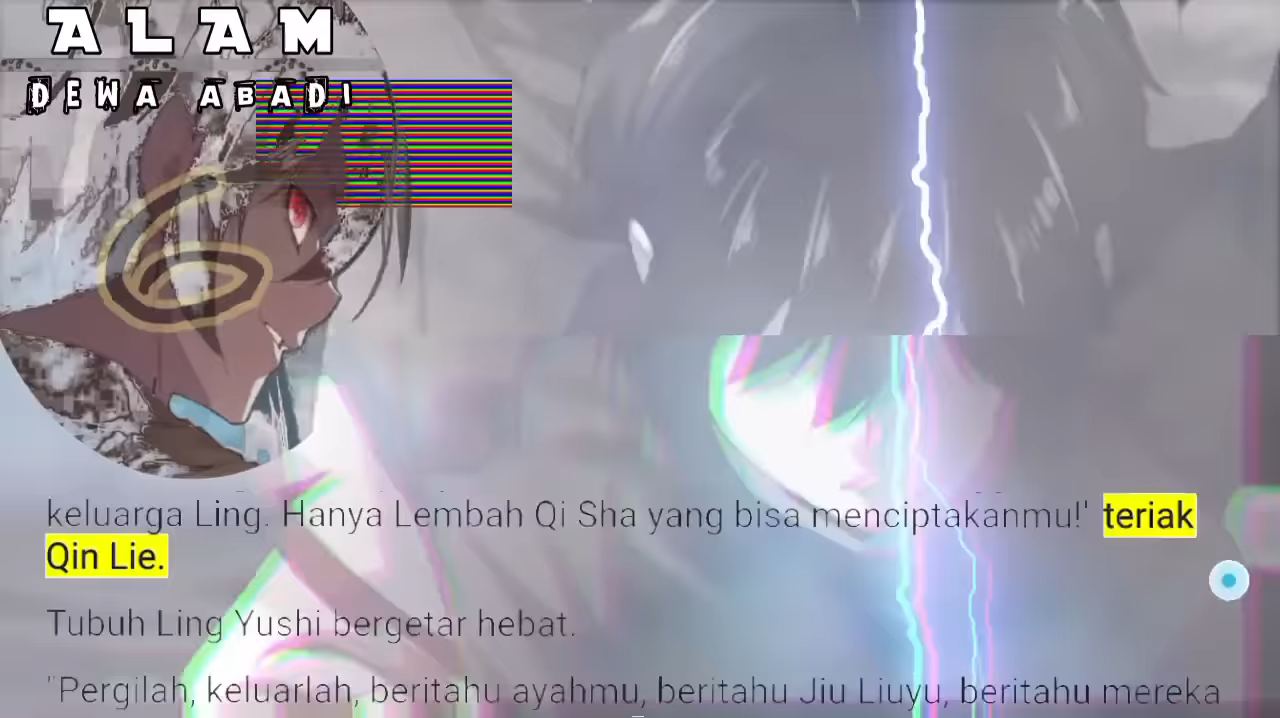 ALAM
DEWA ABADI
keluarga Ling. Hanya Lembah Qi Sha yang bisa menciptakanmu!' teriak
Qin Lie.
Tubuh Ling Yushi bergetar hebat.
"Pergilah, keluarlah, beritahu ayahmu, beritahu Jiu Liuyu, beritahu mereka